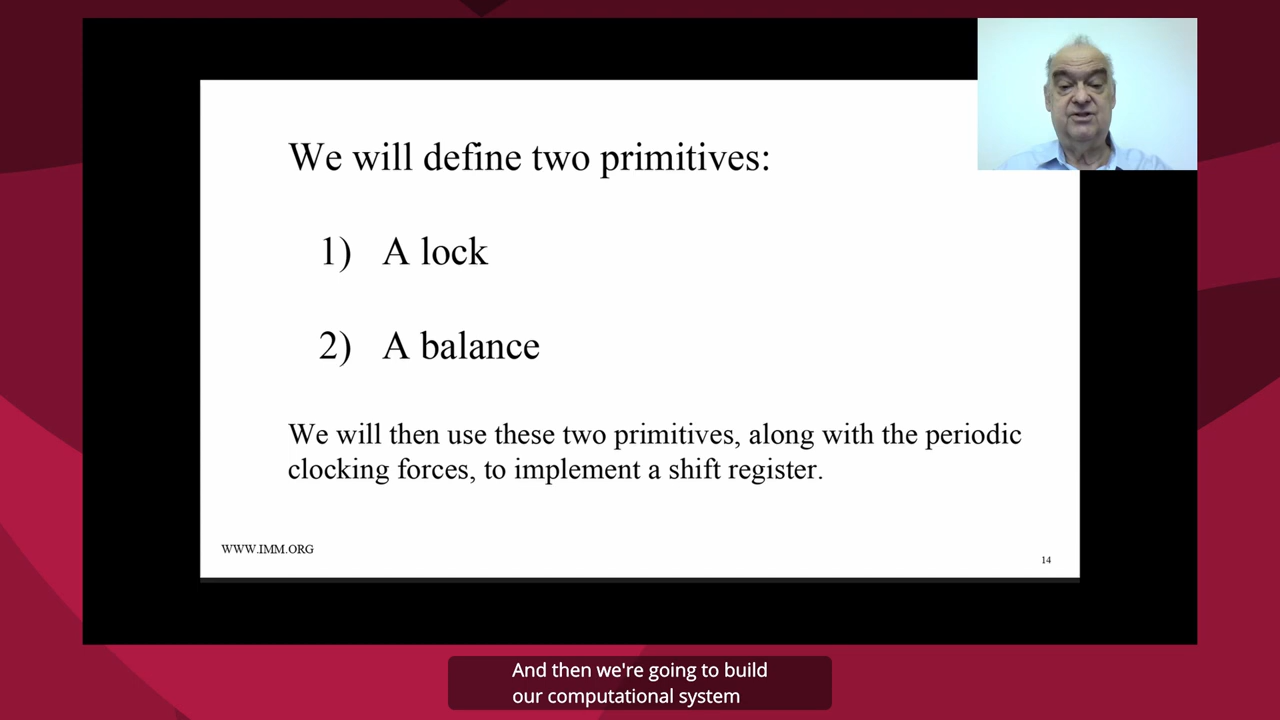 We will define two primitives:
1) A lock
2) A balance
We will then use these two primitives, along with the periodic
clocking forces, to implement a shift register.
WWW.IMM.ORG
14
And then we're going to build
our computational system